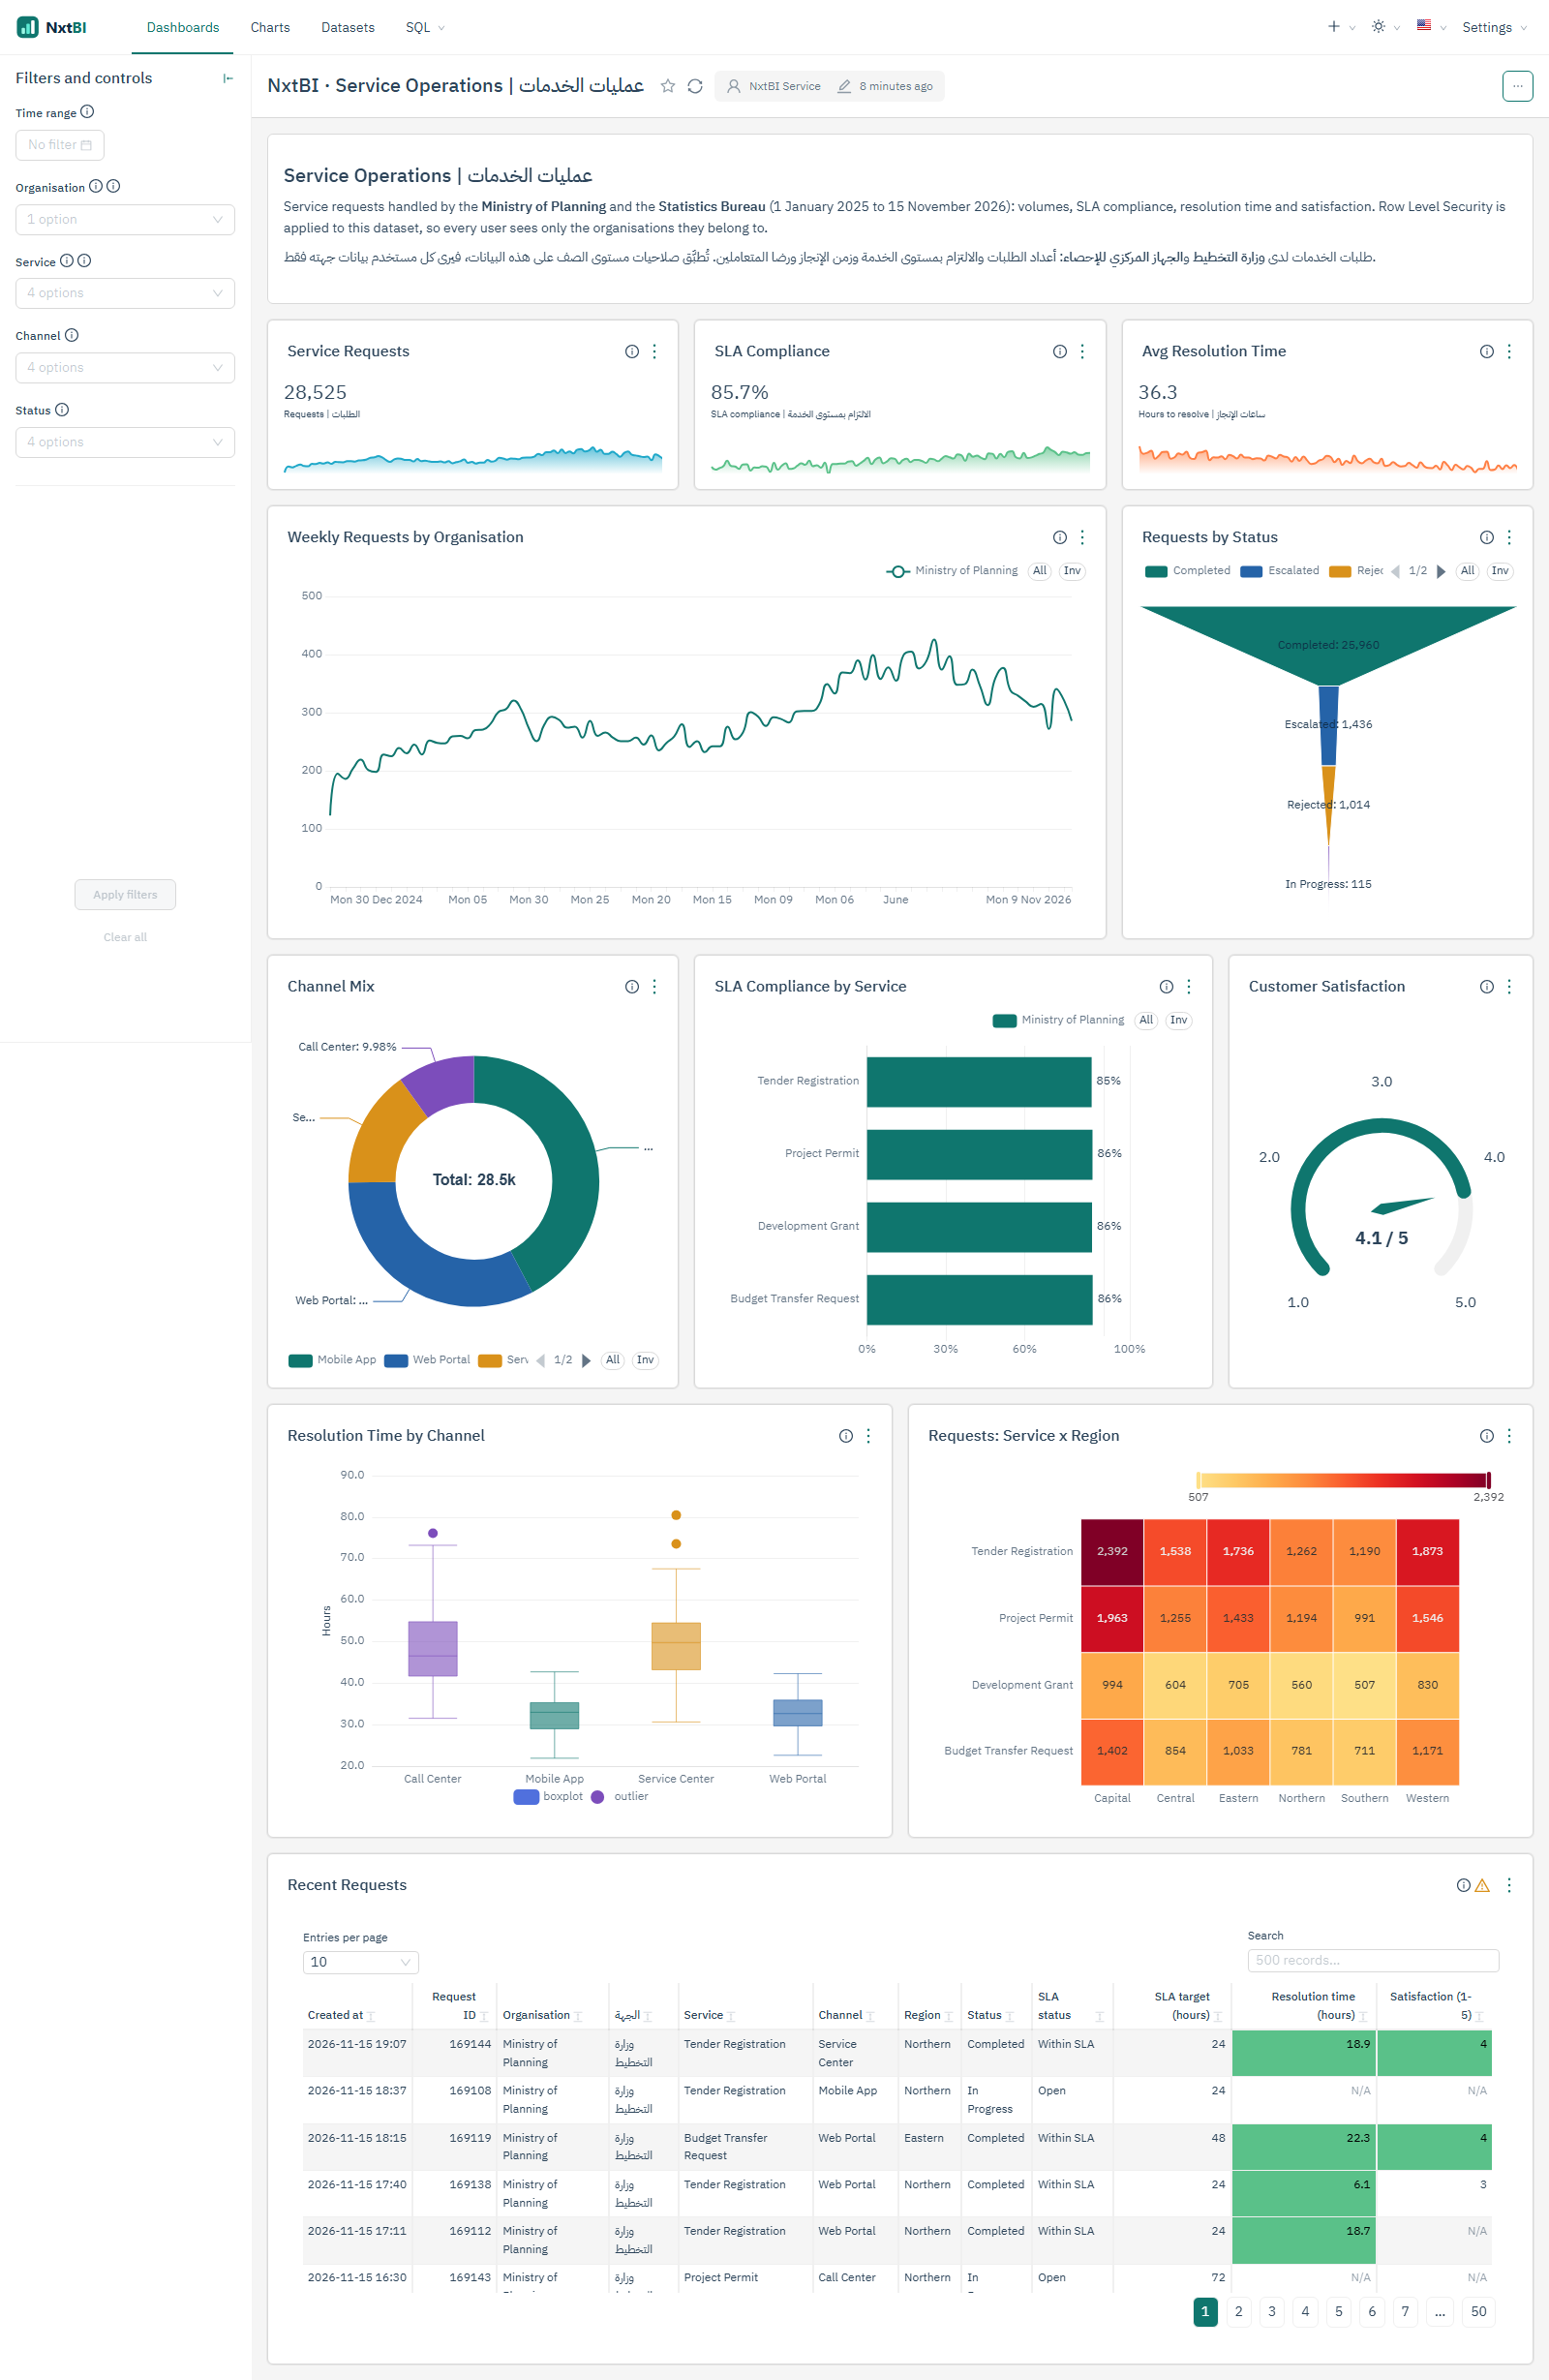 NxtBI
Dashboards
Charts
Datasets
SQL
Settings
Filters and controls
Time range
No filter
Organisation
1 option
Service
4 options
Channel
4 options
Status
4 options
Apply filters
Clear all
NxtBI · Service Operations | عمليات الخدمات
NxtBI Service
8 minutes ago
Service Operations | عمليات الخدمات
Service requests handled by the Ministry of Planning and the Statistics Bureau (1 January 2025 to 15 November 2026): volumes, SLA compliance, resolution time and satisfaction. Row Level Security is
applied to this dataset, so every user sees only the organisations they belong to.
طلبات الخدمات لدى وزارة التخطيط والجهاز المركزي للإحصاء: أعداد الطلبات والالتزام بمستوى الخدمة وزمن الإنجاز ورضا المتعاملين. تُطبَّق صلاحيات مستوى الصف على هذه البيانات، فيرى كل مستخدم بيانات جهته فقط.
Service Requests
28,525
Requests | الطلبات
SLA Compliance
85.7%
SLA compliance | الالتزام بمستوى الخدمة
Avg Resolution Time
36.3
Hours to resolve | ساعات الإنجاز
Weekly Requests by Organisation
Ministry of Planning All Inv
500
400
300
200
100
0
Mon 30 Dec 2024 Mon 05 Mon 30 Mon 25 Mon 20 Mon 15 Mon 09 Mon 06 June Mon 9 Nov 2026
Requests by Status
Completed Escalated Rejec 1/2 All Inv
Completed: 25,960
Escalated: 1,436
Rejected: 1,014
In Progress: 115
Channel Mix
Call Center: 9.98%
Se...
...
Total: 28.5k
Web Portal: ...
Mobile App Web Portal Serv 1/2 All Inv
SLA Compliance by Service
Ministry of Planning All Inv
Tender Registration 85%
Project Permit 86%
Development Grant 86%
Budget Transfer Request 86%
0% 30% 60% 100%
Customer Satisfaction
3.0
2.0 4.0
4.1 / 5
1.0 5.0
Resolution Time by Channel
90.0
80.0
70.0
60.0
50.0
40.0
30.0
20.0
Hours
Call Center Mobile App Service Center Web Portal
boxplot outlier
Requests: Service x Region
507 2,392
Tender Registration 2,392 1,538 1,736 1,262 1,190 1,873
Project Permit 1,963 1,255 1,433 1,194 991 1,546
Development Grant 994 604 705 560 507 830
Budget Transfer Request 1,402 854 1,033 781 711 1,171
Capital Central Eastern Northern Southern Western
Recent Requests
Entries per page
10
Search
500 records...
Created at
Request
ID
Organisation
الجهة
Service
Channel
Region
Status
SLA
status
SLA target
(hours)
Resolution time
(hours)
Satisfaction (1-
5)
2026-11-15 19:07 169144 Ministry of وزارة Tender Registration Service Northern Completed Within SLA 24 18.9 4
Planning التخطيط Center
2026-11-15 18:37 169108 Ministry of وزارة Tender Registration Mobile App Northern In Open 24 N/A N/A
Planning التخطيط Progress
2026-11-15 18:15 169119 Ministry of وزارة Budget Transfer Web Portal Eastern Completed Within SLA 48 22.3 4
Planning التخطيط Request
2026-11-15 17:40 169138 Ministry of وزارة Tender Registration Web Portal Northern Completed Within SLA 24 6.1 3
Planning التخطيط
2026-11-15 17:11 169112 Ministry of وزارة Tender Registration Web Portal Northern Completed Within SLA 24 18.7 N/A
Planning التخطيط
2026-11-15 16:30 169143 Ministry of وزارة Project Permit Call Center Northern In Open 72 N/A N/A
1 2 3 4 5 6 7 ... 50